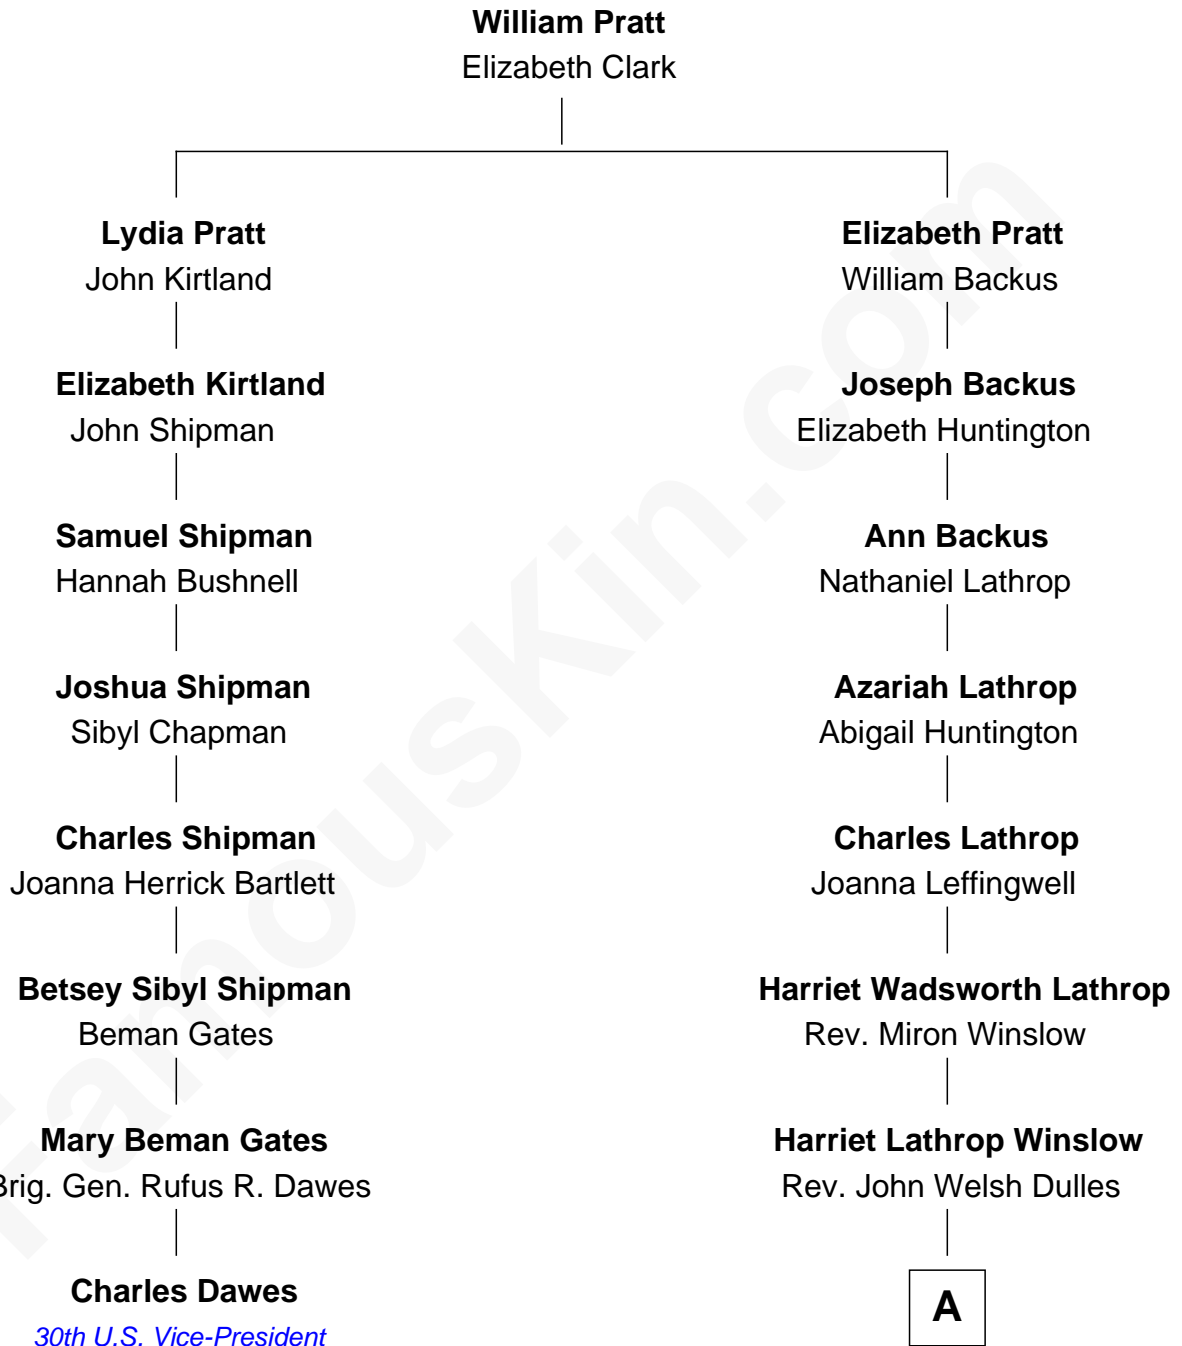 William Pratt
Elizabeth Clark
Lydia Pratt
John Kirtland
Elizabeth Pratt
William Backus
Elizabeth Kirtland
John Shipman
Joseph Backus
Elizabeth Huntington
Samuel Shipman
Hannah Bushnell
Ann Backus
Nathaniel Lathrop
Joshua Shipman
Sibyl Chapman
Azariah Lathrop
Abigail Huntington
Charles Shipman
Joanna Herrick Bartlett
Charles Lathrop
Joanna Leffingwell
Betsey Sibyl Shipman
Beman Gates
Harriet Wadsworth Lathrop
Rev. Miron Winslow
Mary Beman Gates
Brig. Gen. Rufus R. Dawes
Harriet Lathrop Winslow
Rev. John Welsh Dulles
Charles Dawes
30th U.S. Vice-President
A
FamousKin.com